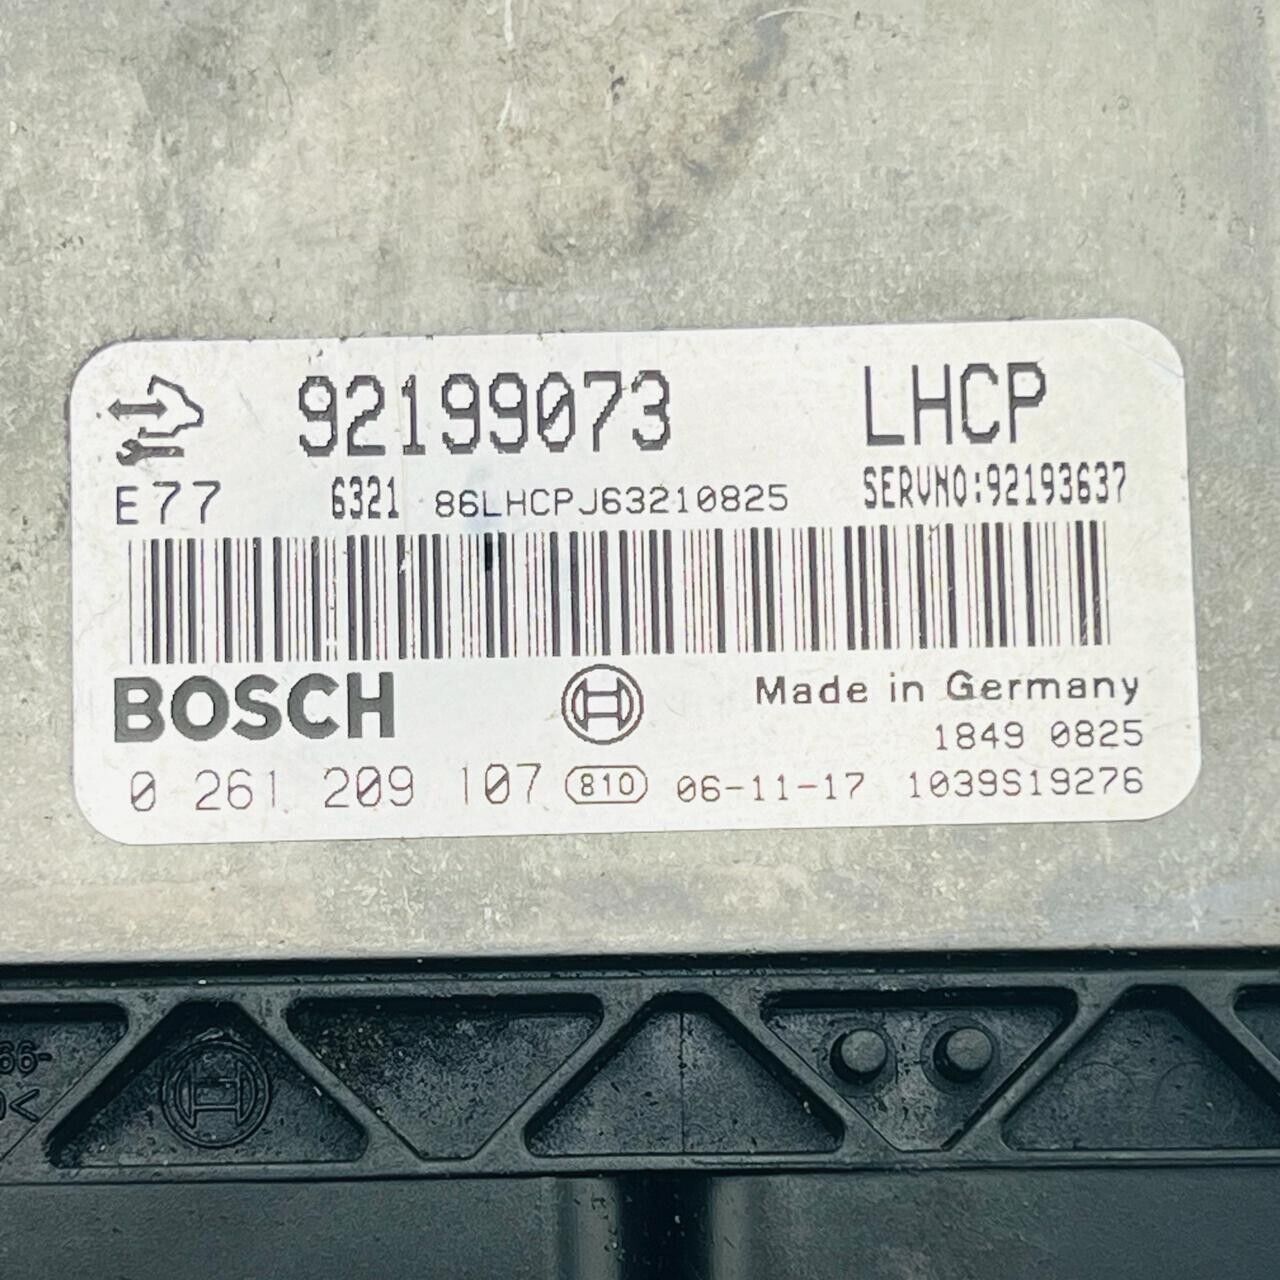 92199073 LHCP
E77 6321 86LHCPJ63210825 SERVNO:92193637
BOSCH Made in Germany
1849 0825
0 261 209 107 810 06-11-17 1039S19276
66-